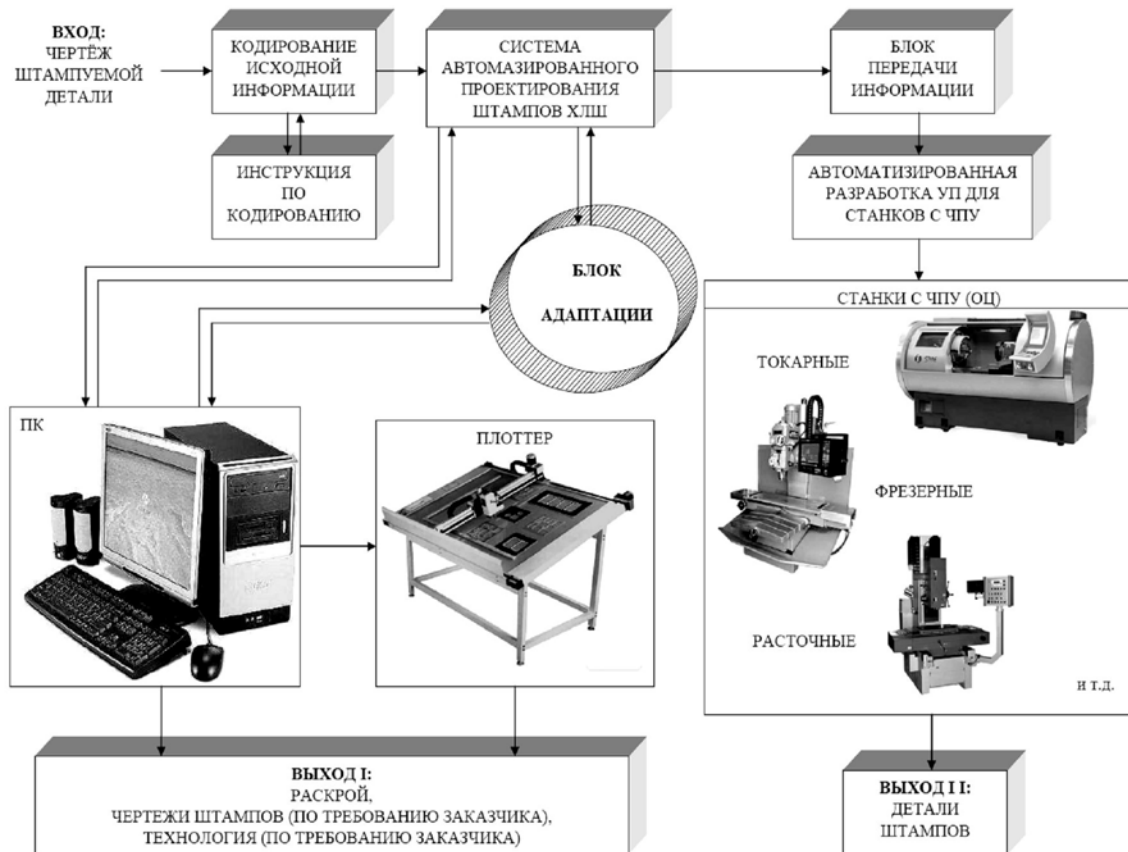 ВХОД:
ЧЕРТЁЖ
ШТАМПУЕМОЙ
ДЕТАЛИ
КОДИРОВАНИЕ
ИСХОДНОЙ
ИНФОРМАЦИИ
СИСТЕМА
АВТОМАЗИРОВАННОГО
ПРОЕКТИРОВАНИЯ
ШТАМПОВ ХЛШ
БЛОК
ПЕРЕДАЧИ
ИНФОРМАЦИИ
ИНСТРУКЦИЯ
ПО
КОДИРОВАНИЮ
АВТОМАТИЗИРОВАННАЯ
РАЗРАБОТКА УП ДЛЯ
СТАНКОВ С ЧПУ
БЛОК
АДАПТАЦИИ
СТАНКИ С ЧПУ (ОЦ)
ТОКАРНЫЕ
ФРЕЗЕРНЫЕ
РАСТОЧНЫЕ
И Т.Д.
ПК
ПЛОТТЕР
ВЫХОД I:
РАСКРОЙ,
ЧЕРТЕЖИ ШТАМПОВ (ПО ТРЕБОВАНИЮ ЗАКАЗЧИКА),
ТЕХНОЛОГИЯ (ПО ТРЕБОВАНИЮ ЗАКАЗЧИКА)
ВЫХОД I I:
ДЕТАЛИ
ШТАМПОВ